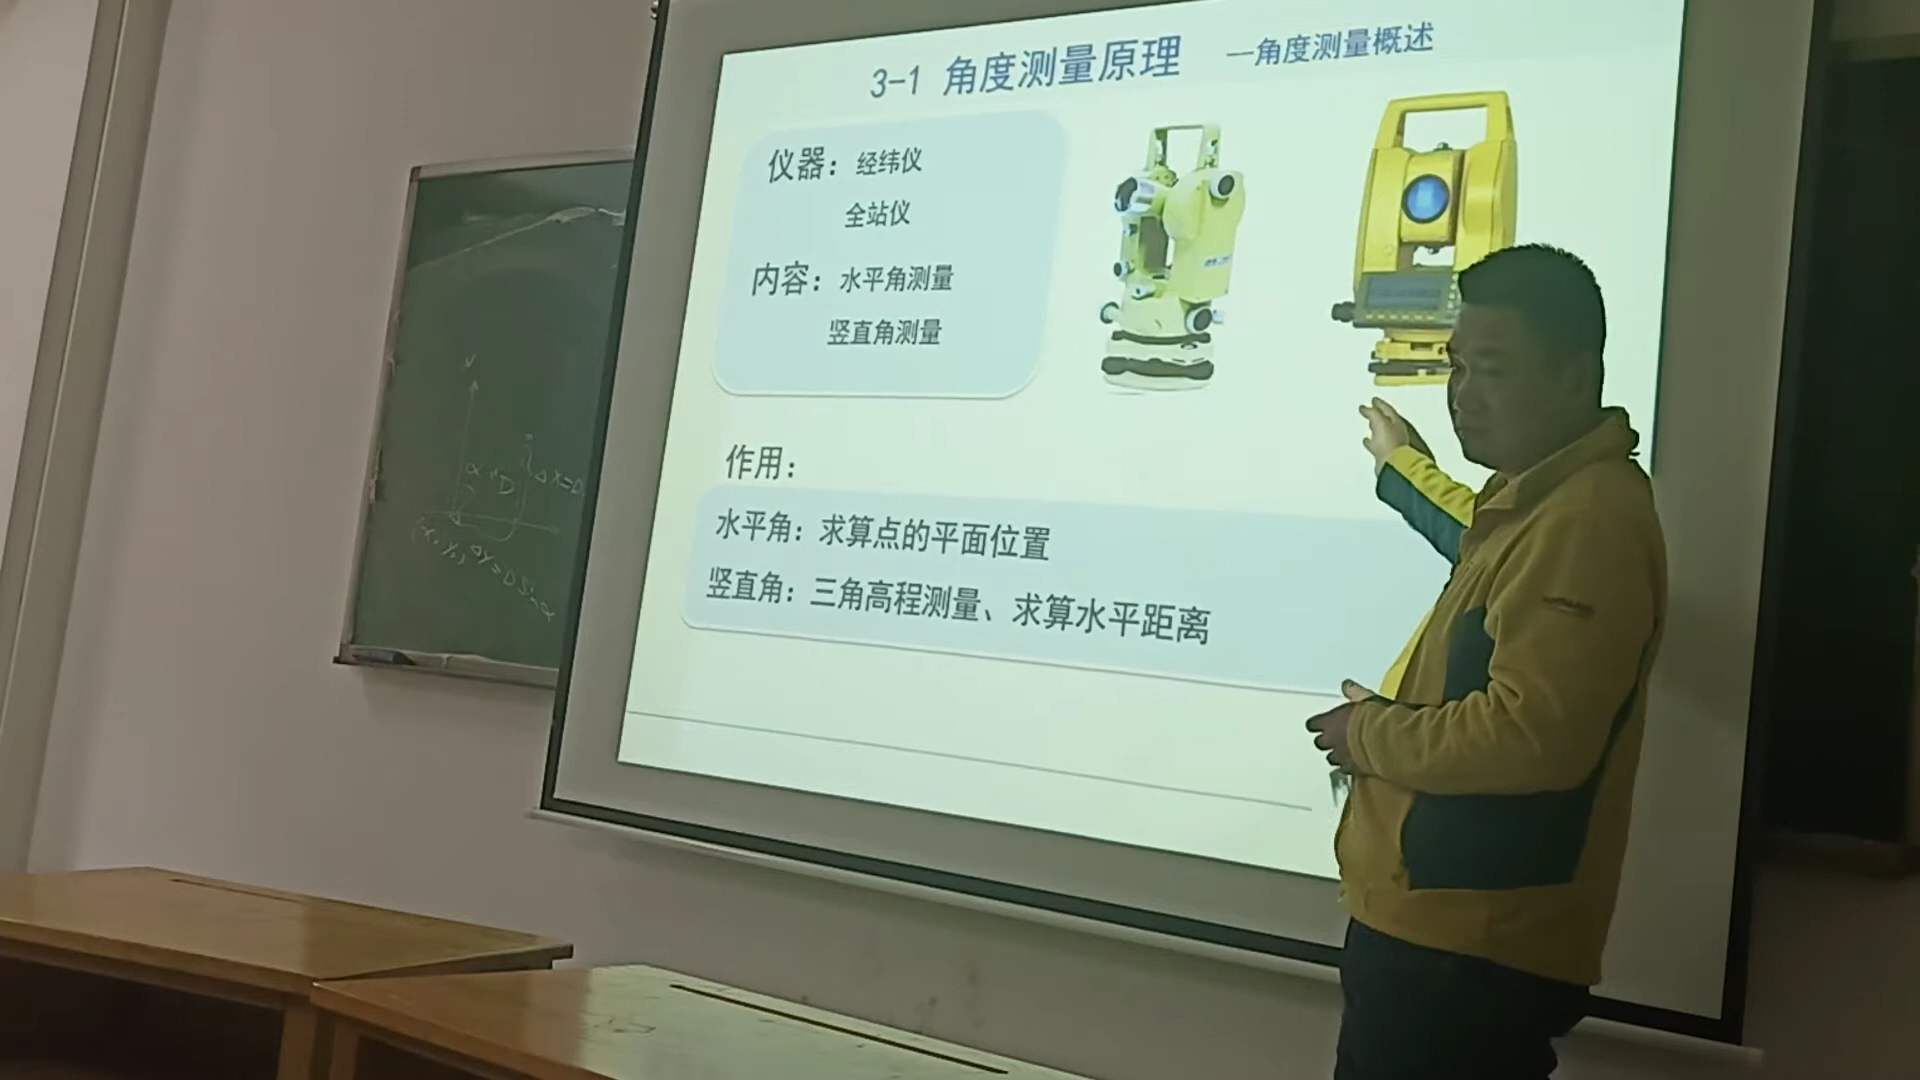 3-1 角度测量原理 —角度测量概述
仪器：经纬仪
全站仪
内容：水平角测量
竖直角测量
作用：
水平角：求算点的平面位置
竖直角：三角高程测量、求算水平距离
N
α D ΔX=D
ΔY=DSinα